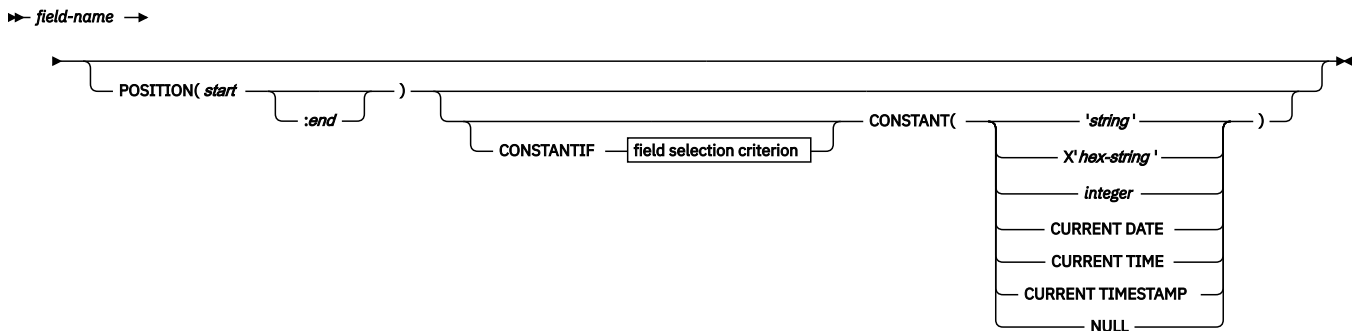 field-name
POSITION( start :end )
CONSTANTIF field selection criterion CONSTANT( 'string' )
X'hex-string'
integer
CURRENT DATE
CURRENT TIME
CURRENT TIMESTAMP
NULL